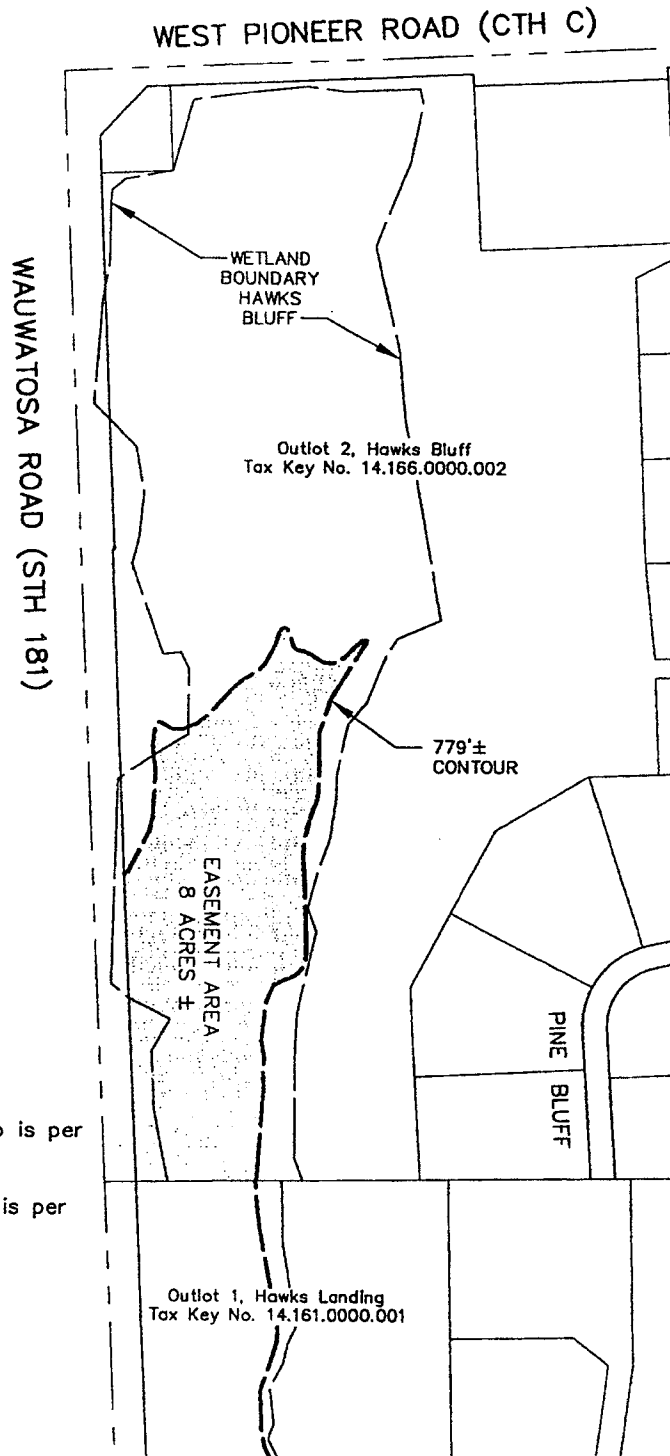 WEST PIONEER ROAD (CTH C)
WAUWATOSA ROAD (STH 181)
WETLAND
BOUNDARY
HAWKS
BLUFF
Outlot 2, Hawks Bluff
Tax Key No. 14.166.0000.002
779'±
CONTOUR
EASEMENT AREA
8 ACRES ±
PINE BLUFF
is per
is per
Outlot 1, Hawks Landing
Tax Key No. 14.161.0000.001